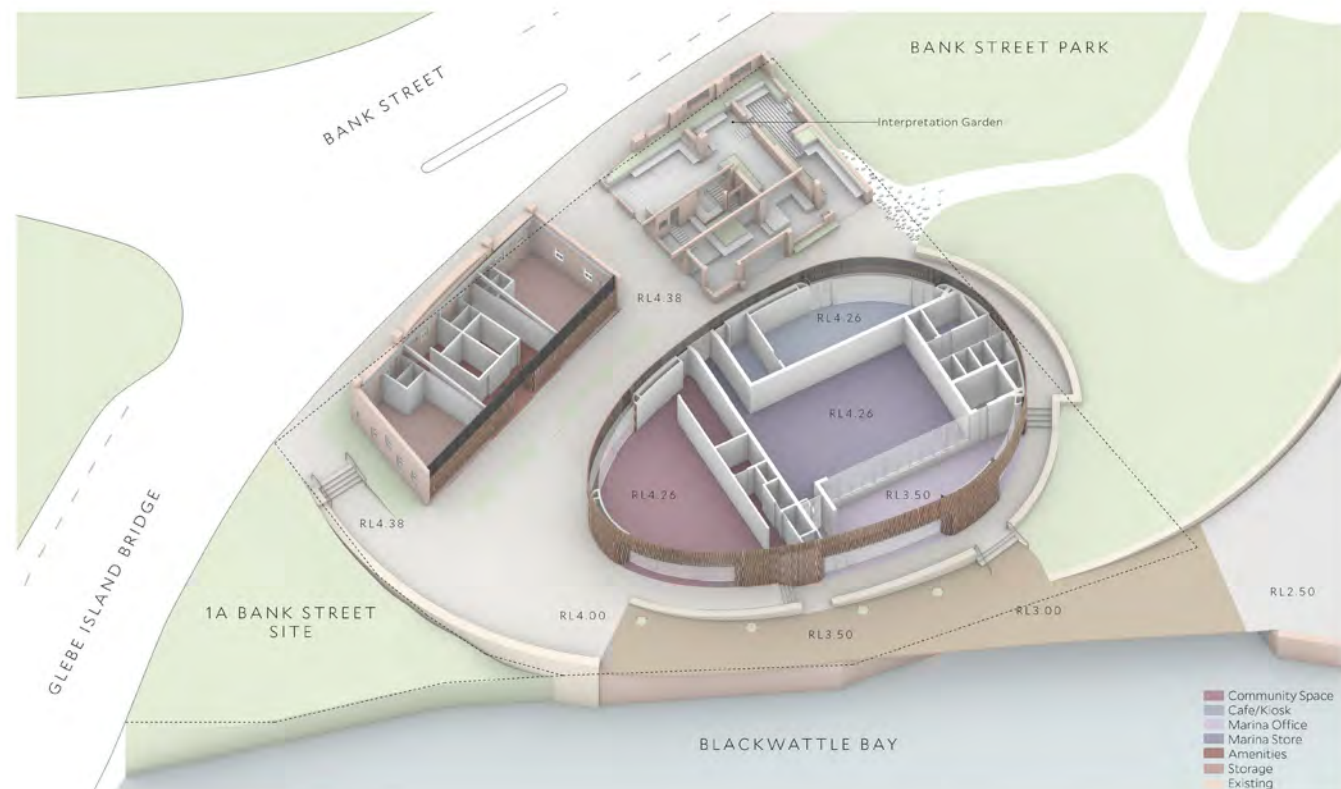 BANK STREET PARK
BANK STREET
Interpretation Garden
RL4.38
RL4.26
RL4.26
RL4.26
RL3.50
RL4.38
GLEBE ISLAND BRIDGE
1A BANK STREET
SITE
RL4.00
RL3.50
RL3.00
RL2.50
BLACKWATTLE BAY
Community Space
Cafe/Kiosk
Marina Office
Marina Store
Amenities
Storage
Existing